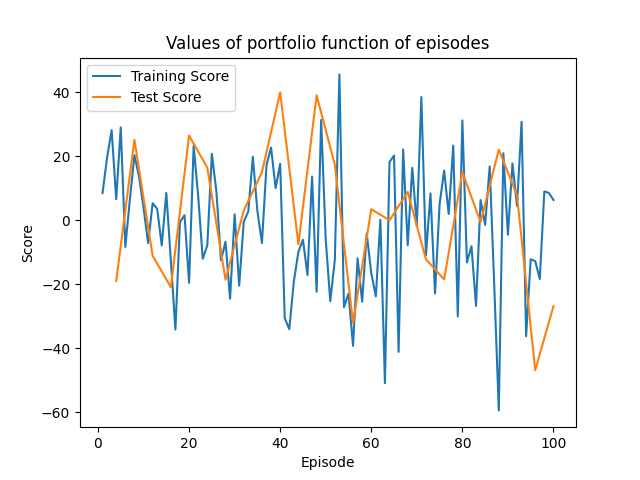 Values of portfolio function of episodes
Training Score
Test Score
40
20
0
−20
−40
−60
Score
0
20
40
60
80
100
Episode